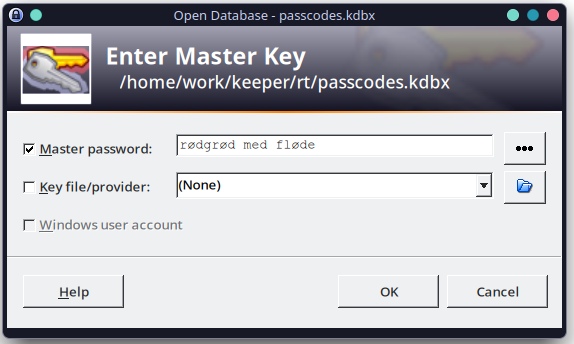 Open Database - passcodes.kdbx
Enter Master Key
/home/work/keeper/rt/passcodes.kdbx
Master password: rødgrød med fløde
Key file/provider: (None)
Windows user account
Help OK Cancel